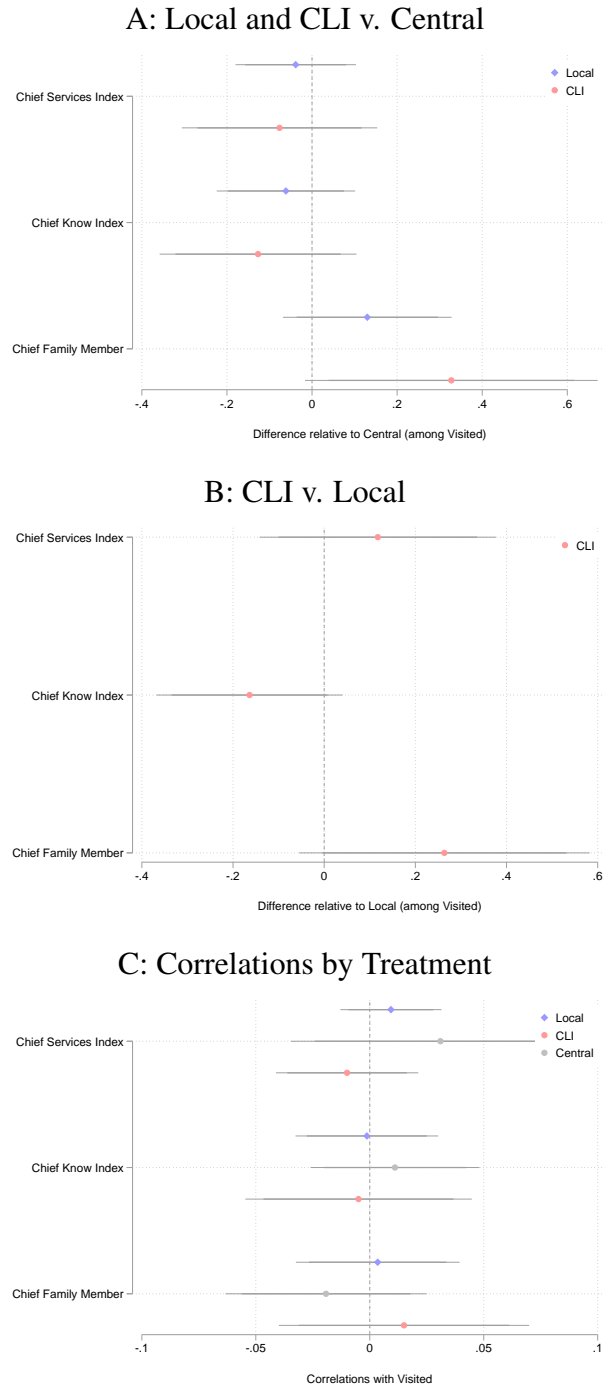 A: Local and CLI v. Central
Local
CLI
Chief Services Index
Chief Know Index
Chief Family Member
-.4 -.2 0 .2 .4 .6
Difference relative to Central (among Visited)
B: CLI v. Local
CLI
Chief Services Index
Chief Know Index
Chief Family Member
-.4 -.2 0 .2 .4 .6
Difference relative to Local (among Visited)
C: Correlations by Treatment
Local
CLI
Central
Chief Services Index
Chief Know Index
Chief Family Member
-.1 -.05 0 .05 .1
Correlations with Visited